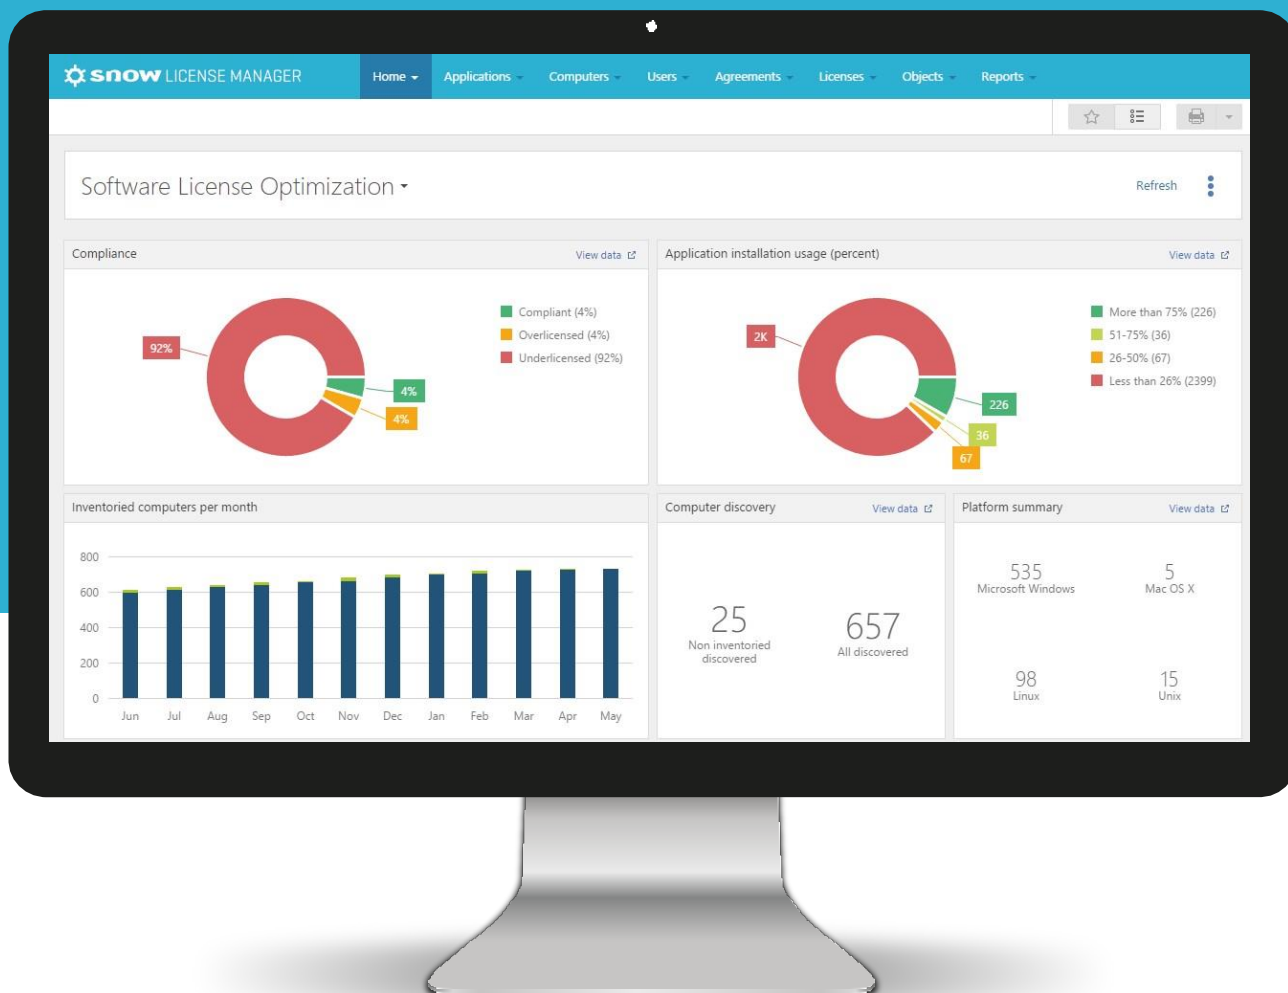 snow LICENSE MANAGER
Home Applications Computers Users Agreements Licenses Objects Reports
Software License Optimization
Refresh
Compliance
View data
92%
4%
4%
Compliant (4%)
Overlicensed (4%)
Underlicensed (92%)
Application installation usage (percent)
View data
2K
226
36
67
More than 75% (226)
51-75% (36)
26-50% (67)
Less than 26% (2399)
Inventoried computers per month
800
600
400
200
0
Jun Jul Aug Sep Oct Nov Dec Jan Feb Mar Apr May
Computer discovery
View data
25
Non inventoried
discovered
657
All discovered
Platform summary
View data
535
Microsoft Windows
5
Mac OS X
98
Linux
15
Unix